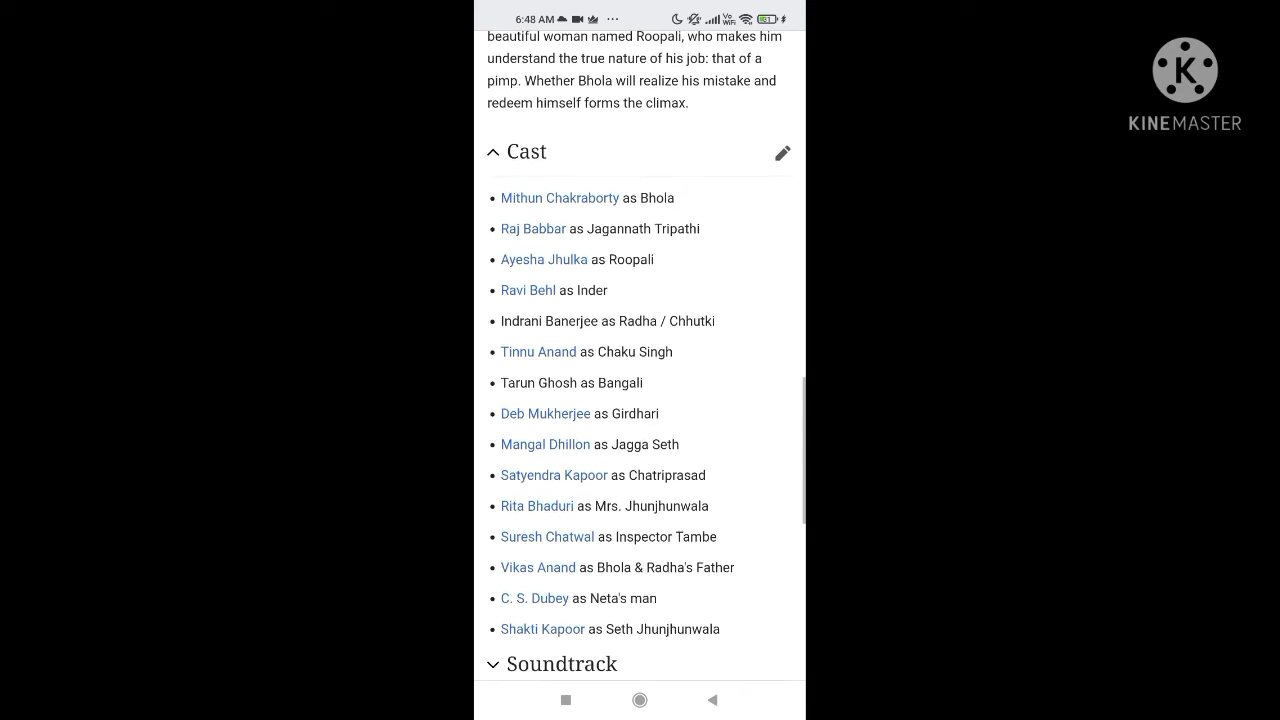 6:48 AM
Vo WiFi
81
beautiful woman named Roopali, who makes him
understand the true nature of his job: that of a
pimp. Whether Bhola will realize his mistake and
redeem himself forms the climax.
K
KINEMASTER
Cast
• Mithun Chakraborty as Bhola
• Raj Babbar as Jagannath Tripathi
• Ayesha Jhulka as Roopali
• Ravi Behl as Inder
• Indrani Banerjee as Radha / Chhutki
• Tinnu Anand as Chaku Singh
• Tarun Ghosh as Bangali
• Deb Mukherjee as Girdhari
• Mangal Dhillon as Jagga Seth
• Satyendra Kapoor as Chatriprasad
• Rita Bhaduri as Mrs. Jhunjhunwala
• Suresh Chatwal as Inspector Tambe
• Vikas Anand as Bhola & Radha's Father
• C. S. Dubey as Neta's man
• Shakti Kapoor as Seth Jhunjhunwala
Soundtrack